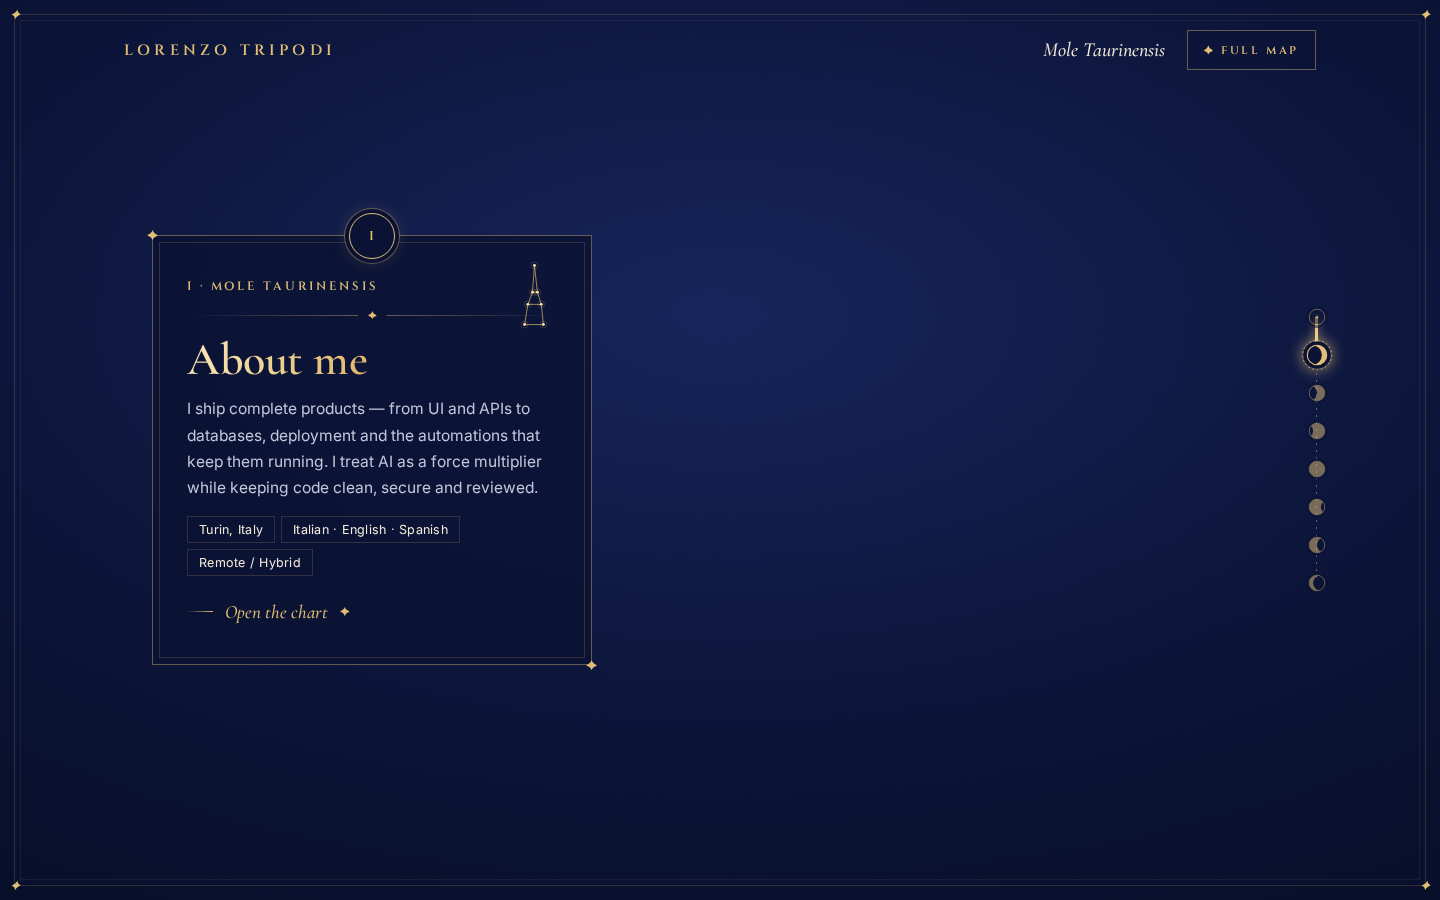 LORENZO TRIPODI
Mole Taurinensis
FULL MAP
I
I · MOLE TAURINENSIS
About me
I ship complete products — from UI and APIs to
databases, deployment and the automations that
keep them running. I treat AI as a force multiplier
while keeping code clean, secure and reviewed.
Turin, Italy
Italian · English · Spanish
Remote / Hybrid
Open the chart